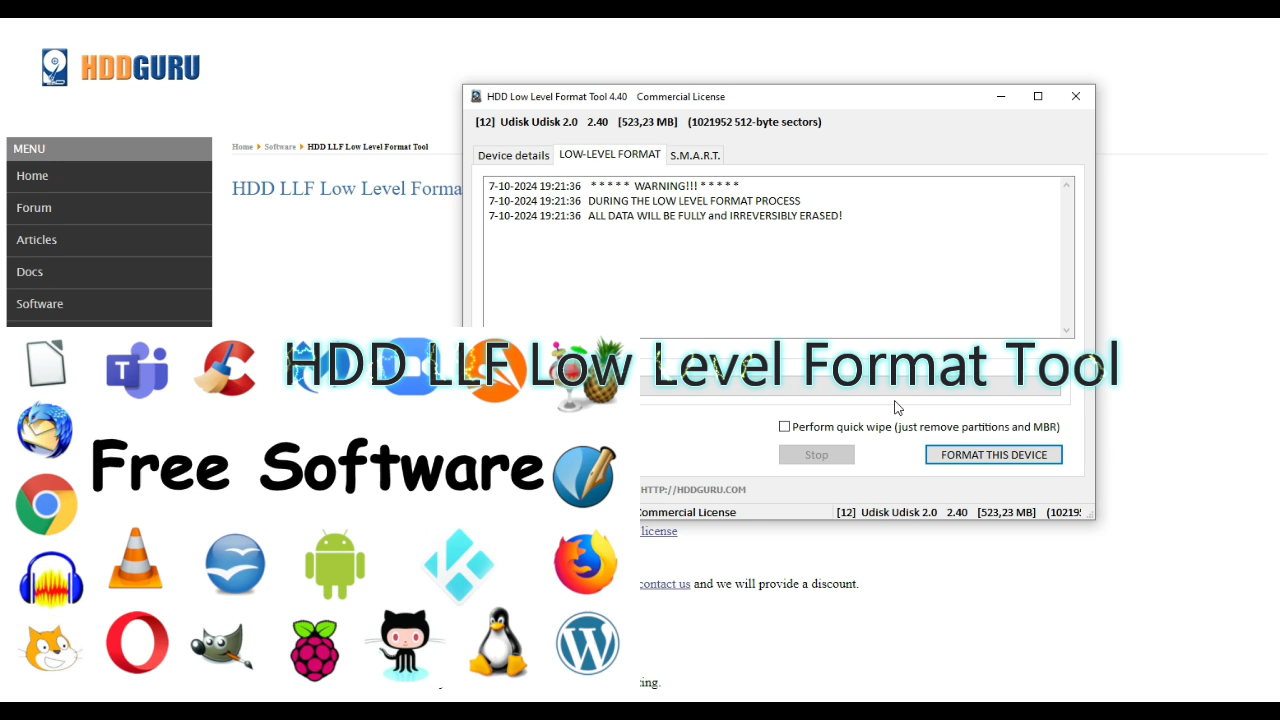 HDDGURU
HDD Low Level Format Tool 4.40 Commercial License
[12] Udisk Udisk 2.0 2.40 [523,23 MB] (1021952 512-byte sectors)
MENU
Home
Forum
Articles
Docs
Software
Home Software HDD LLF Low Level Format Tool
HDD LLF Low Level Forma
Device details LOW-LEVEL FORMAT S.M.A.R.T.
7-10-2024 19:21:36 * * * * * WARNING!!! * * * * *
7-10-2024 19:21:36 DURING THE LOW LEVEL FORMAT PROCESS
7-10-2024 19:21:36 ALL DATA WILL BE FULLY and IRREVERSIBLY ERASED!
HDD LLF Low Level Format Tool
T
Free Software
Perform quick wipe (just remove partitions and MBR)
Stop FORMAT THIS DEVICE
HTTP://HDDGURU.COM
Commercial License [12] Udisk Udisk 2.0 2.40 [523,23 MB] (1021
license
contact us and we will provide a discount.
ting.